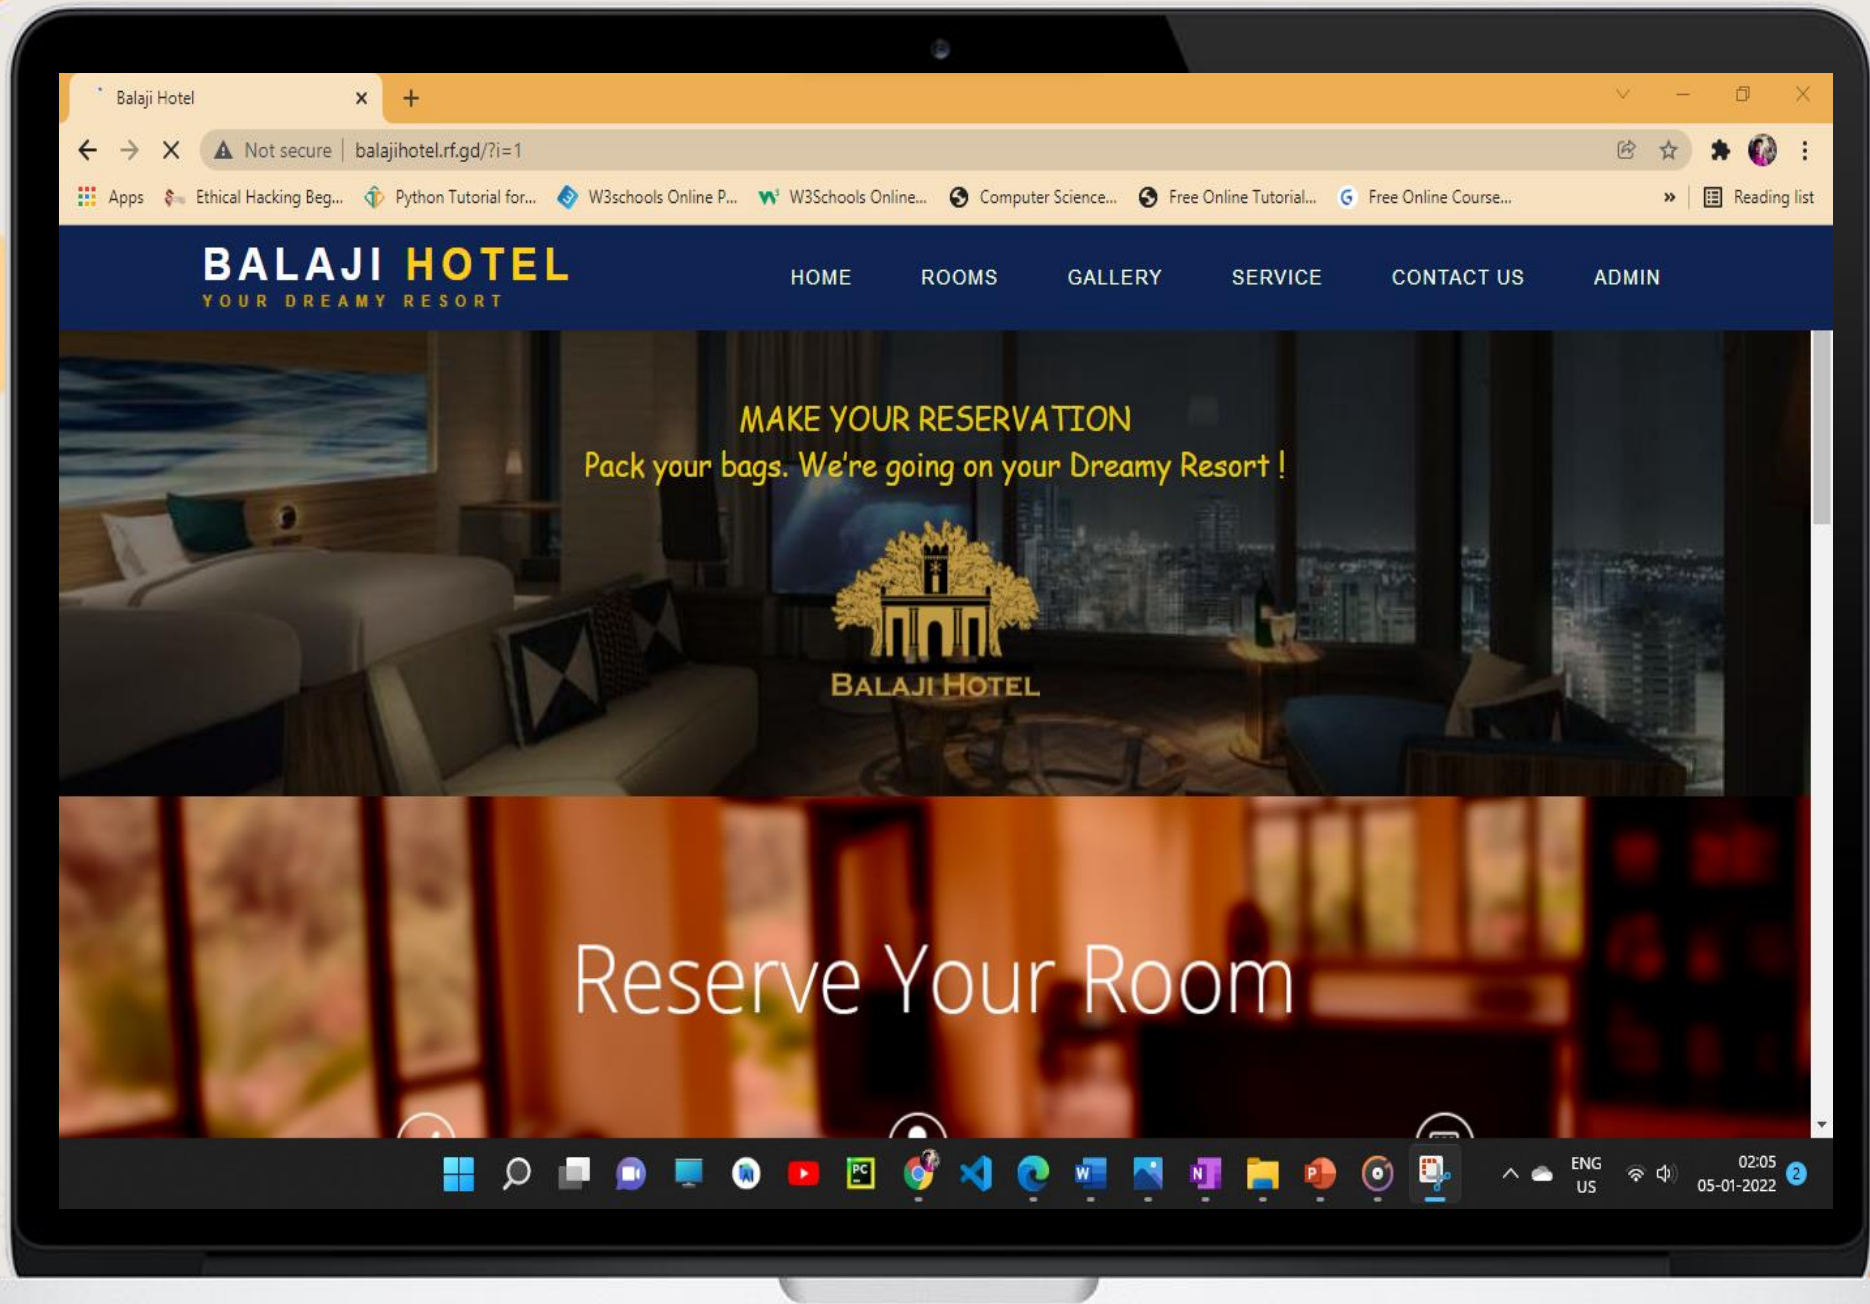 Balaji Hotel
Not secure | balajihotel.rf.gd/?i=1
Apps Ethical Hacking Beg... Python Tutorial for... W3schools Online P... W3Schools Online... Computer Science... Free Online Tutorial... Free Online Course... » Reading list
BALAJI HOTEL
YOUR DREAMY RESORT
HOME ROOMS GALLERY SERVICE CONTACT US ADMIN
MAKE YOUR RESERVATION
Pack your bags. We're going on your Dreamy Resort !
BALAJI HOTEL
Reserve Your Room
ENG
US
02:05
05-01-2022
2